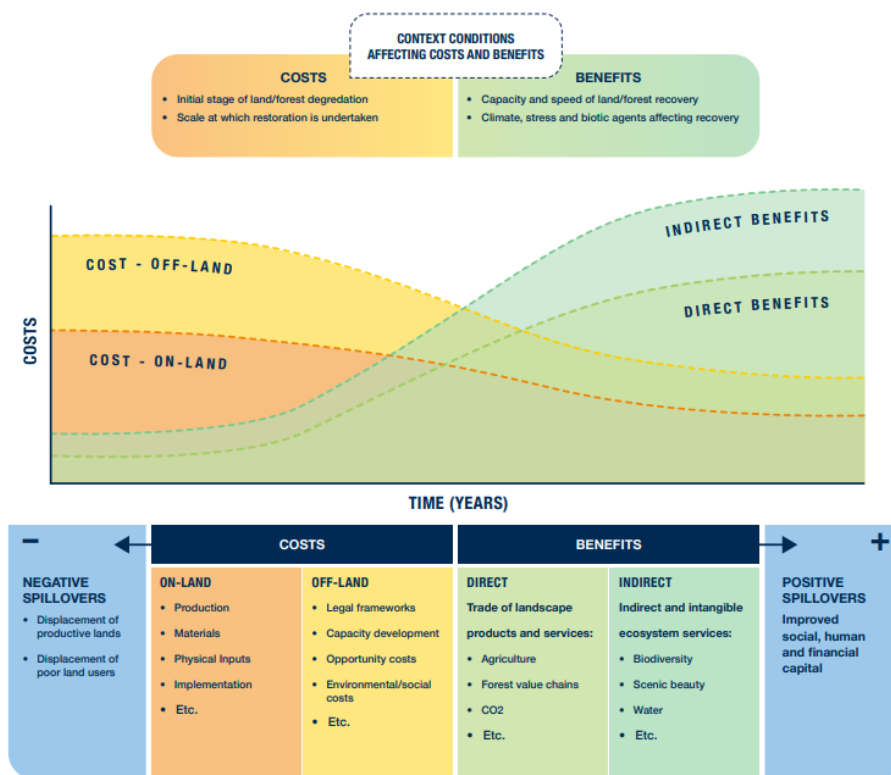 CONTEXT CONDITIONS
AFFECTING COSTS AND BENEFITS
COSTS
• Initial stage of land/forest degredation
• Scale at which restoration is undertaken
BENEFITS
• Capacity and speed of land/forest recovery
• Climate, stress and biotic agents affecting recovery
COSTS
COST - OFF-LAND
COST - ON-LAND
INDIRECT BENEFITS
DIRECT BENEFITS
TIME (YEARS)
−
NEGATIVE
SPILLOVERS
• Displacement of
productive lands
• Displacement of
poor land users
COSTS
ON-LAND
• Production
• Materials
• Physical Inputs
• Implementation
• Etc.
OFF-LAND
• Legal frameworks
• Capacity development
• Opportunity costs
• Environmental/social
costs
• Etc.
BENEFITS
DIRECT
Trade of landscape
products and services:
• Agriculture
• Forest value chains
• CO2
• Etc.
INDIRECT
Indirect and intangible
ecosystem services:
• Biodiversity
• Scenic beauty
• Water
• Etc.
+
POSITIVE
SPILLOVERS
Improved
social, human
and financial
capital